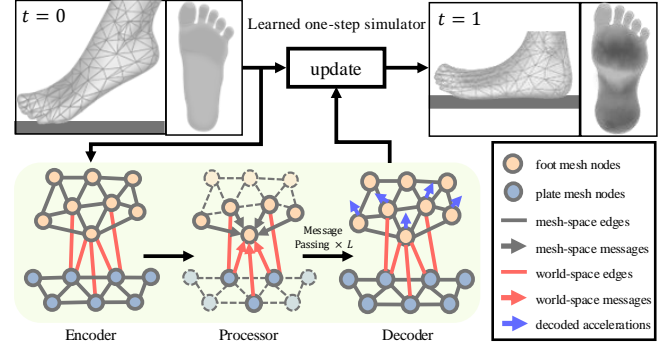 t = 0
Learned one-step simulator
t = 1
update
foot mesh nodes
plate mesh nodes
mesh-space edges
mesh-space messages
world-space edges
world-space messages
decoded accelerations
Message
Passing × L
Encoder
Processor
Decoder